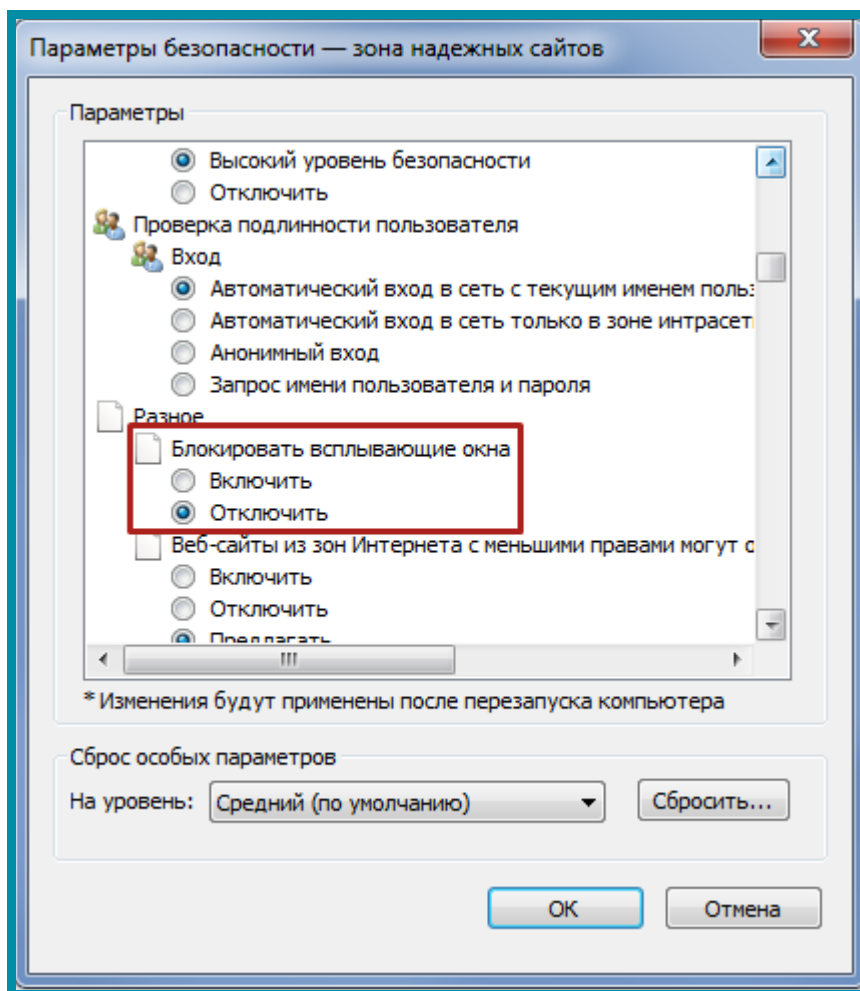 Параметры безопасности — зона надежных сайтов
Параметры
Высокий уровень безопасности
Отключить
Проверка подлинности пользователя
Вход
Автоматический вход в сеть с текущим именем польз
Автоматический вход в сеть только в зоне интрасет
Анонимный вход
Запрос имени пользователя и пароля
Разное
Блокировать всплывающие окна
Включить
Отключить
Веб-сайты из зон Интернета с меньшими правами могут о
Включить
Отключить
Предлагать
* Изменения будут применены после перезапуска компьютера
Сброс особых параметров
На уровень: Средний (по умолчанию) Сбросить...
ОК Отмена